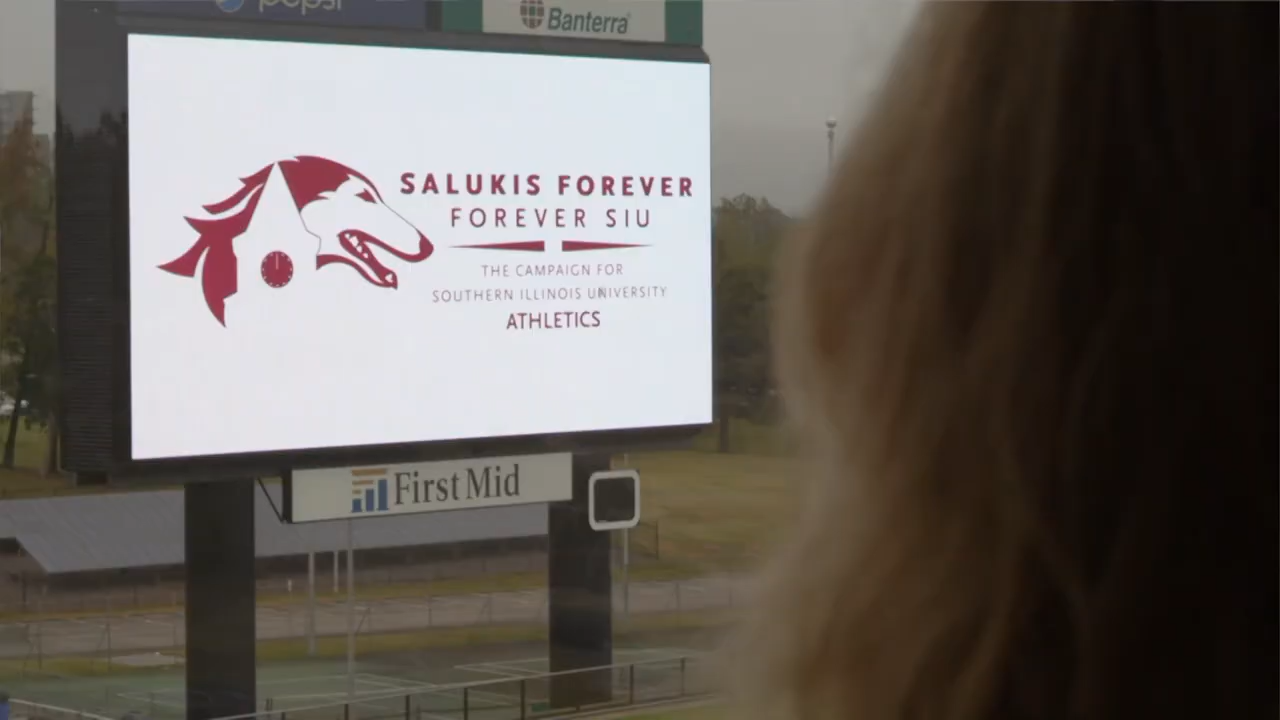 pepsi
Banterra
SALUKIS FOREVER
FOREVER SIU
THE CAMPAIGN FOR
SOUTHERN ILLINOIS UNIVERSITY
ATHLETICS
First Mid